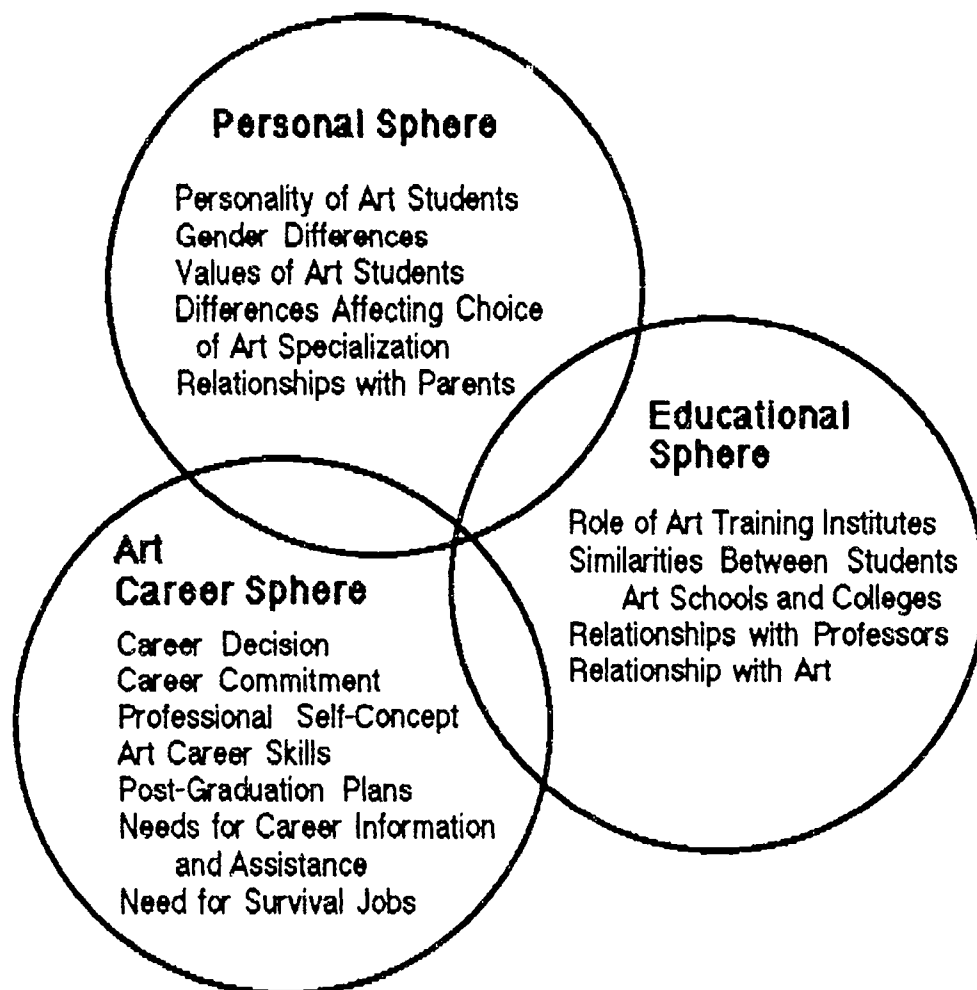 Personal Sphere
Personality of Art Students
Gender Differences
Values of Art Students
Differences Affecting Choice
of Art Specialization
Relationships with Parents
Educational
Sphere
Role of Art Training Institutes
Similarities Between Students
Art Schools and Colleges
Relationships with Professors
Relationship with Art
Art
Career Sphere
Career Decision
Career Commitment
Professional Self-Concept
Art Career Skills
Post-Graduation Plans
Needs for Career Information
and Assistance
Need for Survival Jobs